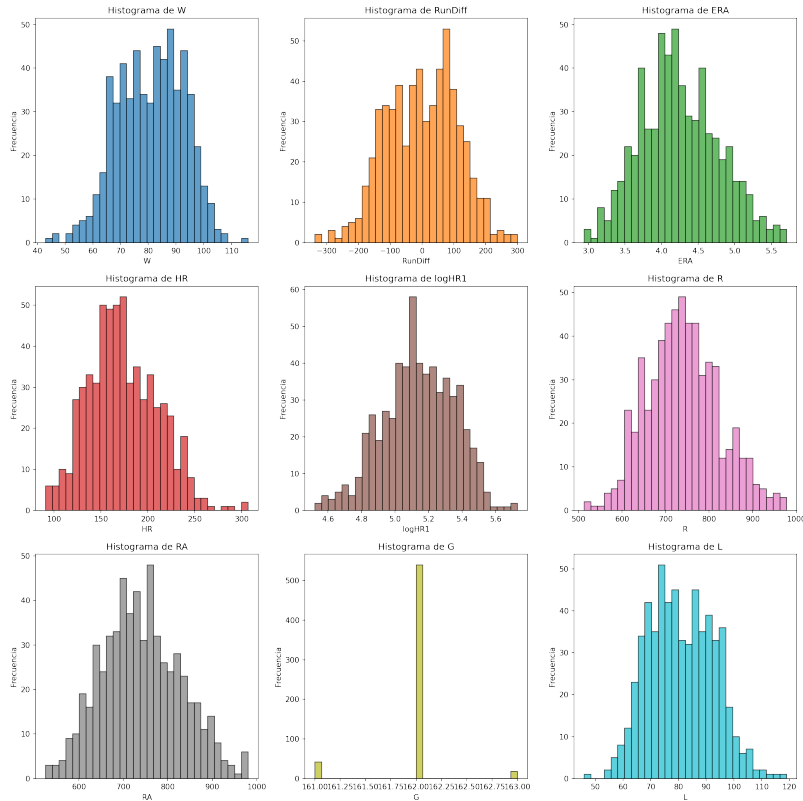 Histograma de W
Frecuencia
50
40
30
20
10
0
40 50 60 70 80 90 100 110
W
Histograma de RunDiff
Frecuencia
50
40
30
20
10
0
−300 −200 −100 0 100 200 300
RunDiff
Histograma de ERA
Frecuencia
50
40
30
20
10
0
3.0 3.5 4.0 4.5 5.0 5.5
ERA
Histograma de HR
Frecuencia
50
40
30
20
10
0
100 150 200 250 300
HR
Histograma de logHR1
Frecuencia
60
50
40
30
20
10
0
4.6 4.8 5.0 5.2 5.4 5.6
logHR1
Histograma de R
Frecuencia
50
40
30
20
10
0
500 600 700 800 900 1000
R
Histograma de RA
Frecuencia
50
40
30
20
10
0
600 700 800 900 1000
RA
Histograma de G
Frecuencia
500
400
300
200
100
0
161.00 161.25 161.50 161.75 162.00 162.25 162.50 162.75 163.00
G
Histograma de L
Frecuencia
50
40
30
20
10
0
50 60 70 80 90 100 110 120
L